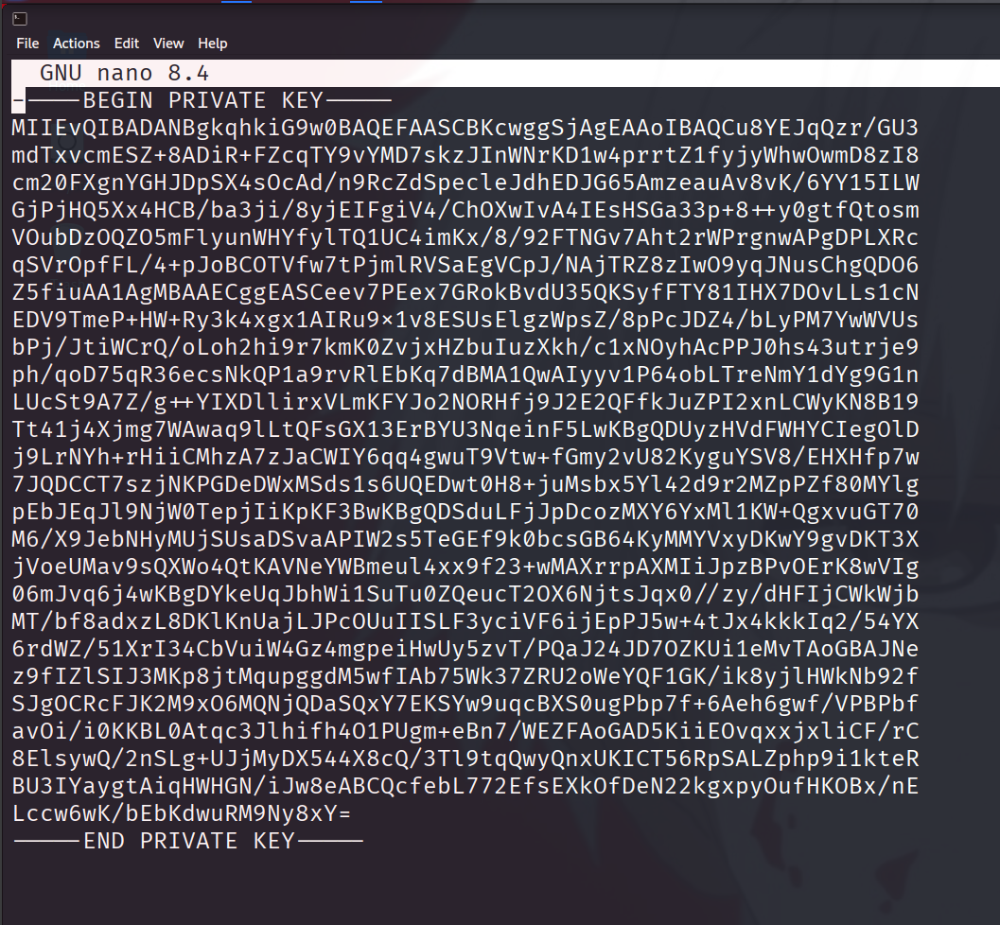 File Actions Edit View Help
GNU nano 8.4
-----BEGIN PRIVATE KEY-----
MIIEvQIBADANBgkqhkiG9w0BAQEFAASCBKcwggSjAgEAAoIBAQCu8YEJqQzr/GU3
mdTxvcmESZ+8ADiR+FZcqTY9vYMD7skzJInWNrKD1w4prrtZ1fyjyWhwOwmD8zI8
cm20FXgnYGHJDpSX4sOcAd/n9RcZdSpecleJdhEDJG65AmzeauAv8vK/6YY15ILW
GjPjHQ5Xx4HCB/ba3ji/8yjEIFgiV4/ChOXwIvA4IEsHSGa33p+8++y0gtfQtosm
VOubDzOQZO5mFlyunWHYfylTQ1UC4imKx/8/92FTNGv7Aht2rWPrgnwAPgDPLXRc
qSVrOpfFL/4+pJoBCOTVfw7tPjmlRVSaEgVCpJ/NAjTRZ8zIwO9yqJNusChgQDO6
Z5fiuAA1AgMBAAECggEASCeev7PEex7GRokBvdU35QKSyfFTY81IHX7DOvLLs1cN
EDV9TmeP+HW+Ry3k4xgx1AIRu9x1v8ESUsElgzWpsZ/8pPcJDZ4/bLyPM7YwWVUs
bPj/JtiWCrQ/oLoh2hi9r7kmK0ZvjxHZbuIuzXkh/c1xNOyhAcPPJ0hs43utrje9
ph/qoD75qR36ecsNkQP1a9rvRlEbKq7dBMA1QwAIyyv1P64obLTreNmY1dYg9G1n
LUcSt9A7Z/g++YIXDllirxVLmKFYJo2NORHfj9J2E2QFfkJuZPI2xnLCWyKN8B19
Tt41j4Xjmg7WAwaq9lLtQFsGX13ErBYU3NqeinF5LwKBgQDUyzHVdFWHYCIegOlD
j9LrNYh+rHiiCMhzA7zJaCWIY6qq4gwuT9Vtw+fGmy2vU82KyguYSV8/EHXHfp7w
7JQDCCT7szjNKPGDeDWxMSds1s6UQEDwt0H8+juMsbx5Yl42d9r2MZpPZf80MYlg
pEbJEqJl9NjW0TepjIiKpKF3BwKBgQDSduLFjJpDcozMXY6YxMl1KW+QgxvuGT70
M6/X9JebNHyMUjSUsaDSvaAPIW2s5TeGEf9k0bcsGB64KyMMYVxyDKwY9gvDKT3X
jVoeUMav9sQXWo4QtKAVNeYWBmeul4xx9f23+wMAXrrpAXMIiJpzBPvOErK8wVIg
06mJvq6j4wKBgDYkeUqJbhWi1SuTu0ZQeucT2OX6NjtsJqx0//zy/dHFIjCWkWjb
MT/bf8adxzL8DKlKnUajLJPcOUuIISLF3yciVF6ijEpPJ5w+4tJx4kkkIq2/54YX
6rdWZ/51XrI34CbVuiW4Gz4mgpeiHwUy5zvT/PQaJ24JD7OZKUi1eMvTAoGBAJNe
z9fIZlSIJ3MKp8jtMqupggdM5wfIAb75Wk37ZRU2oWeYQF1GK/ik8yjlHWkNb92f
SJgOCRcFJK2M9xO6MQNjQDaSQxY7EKSYw9uqcBXS0ugPbp7f+6Aeh6gwf/VPBPbf
avOi/i0KKBL0Atqc3Jlhifh4O1PUgm+eBn7/WEZFAoGAD5KiiEOvqxxjxliCF/rC
8ElsywQ/2nSLg+UJjMyDX544X8cQ/3Tl9tqQwyQnxUKICT56RpSALZphp9i1kteR
BU3IYaygtAiqHWHGN/iJw8eABCQcfebL772EfsEXkOfDeN22kgxpyOufHKOBx/nE
Lccw6wK/bEbKdwuRM9Ny8xY=
-----END PRIVATE KEY-----